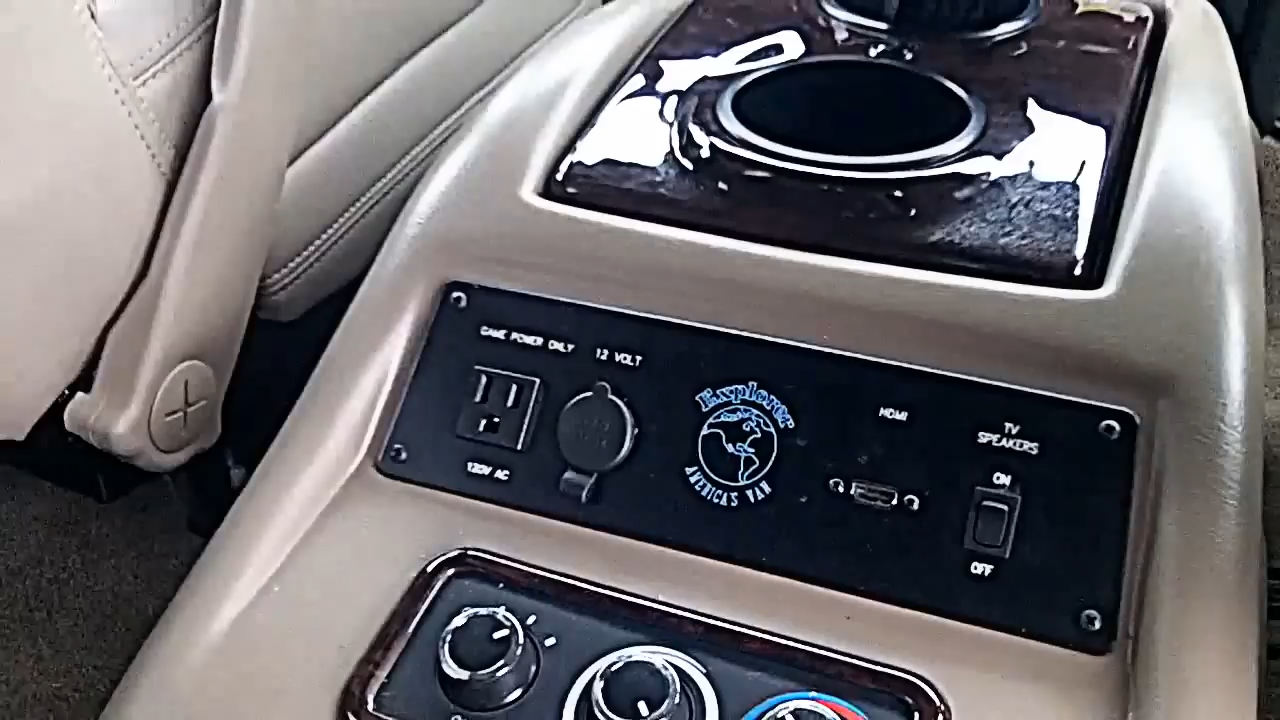 GAME POWER ONLY
12 VOLT
120V AC
Explorer
AMERICA'S VAN
HDMI
TV
SPEAKERS
ON
OFF